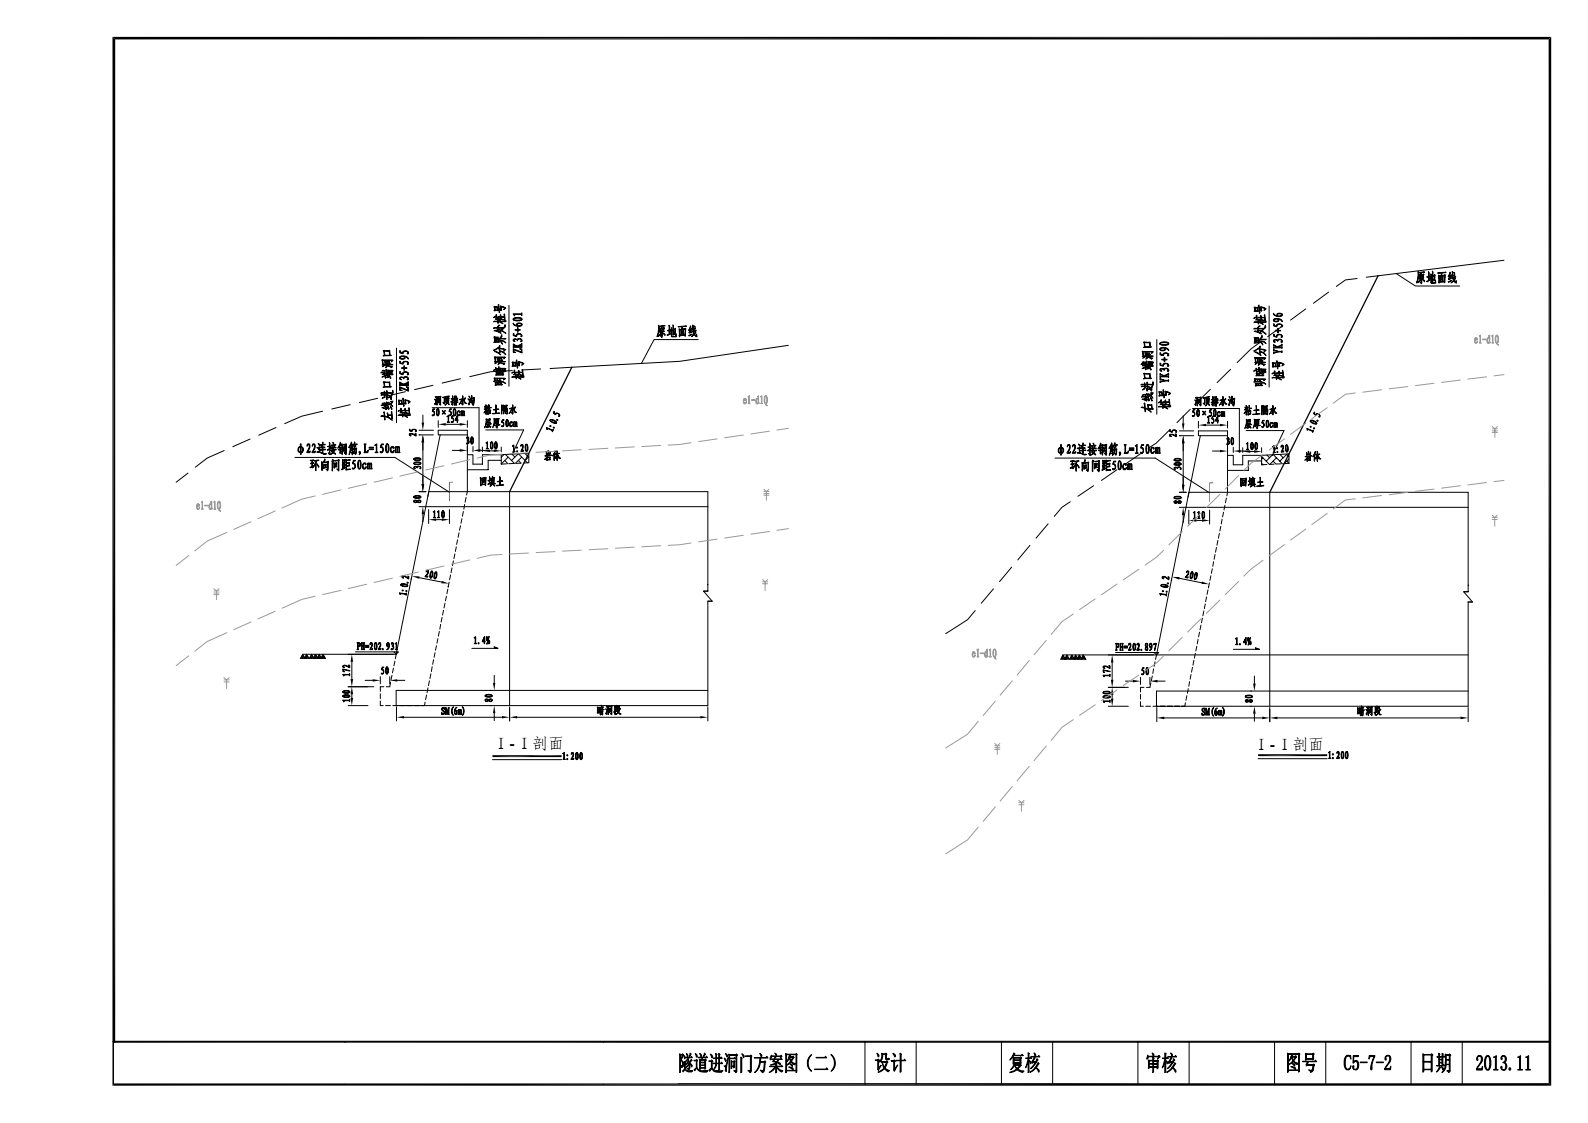 左线进口端洞口
桩号 ZK35+595
明暗洞分界处桩号
桩号 ZK35+601
原地面线
洞顶排水沟
50×50cm
154
粘土隔水
层厚50cm
1:0.5
25
30
100
1:20
岩体
φ22连接钢筋,L=150cm
环向间距50cm
300
回填土
80
110
el-dlQ
el-dlQ
200
1:0.2
PH=202.931
1.4%
172
50
100
80
SM(6m)
暗洞段
I-I剖面
1:200
右线进口端洞口
桩号 YK35+590
明暗洞分界处桩号
桩号 YK35+596
原地面线
洞顶排水沟
50×50cm
154
粘土隔水
层厚50cm
1:0.5
25
30
100
1:20
岩体
φ22连接钢筋,L=150cm
环向间距50cm
300
回填土
80
110
el-dlQ
el-dlQ
200
1:0.2
PH=202.897
1.4%
172
50
100
80
SM(6m)
暗洞段
I-I剖面
1:200
隧道进洞门方案图（二） 设计 复核 审核 图号 C5-7-2 日期 2013.11